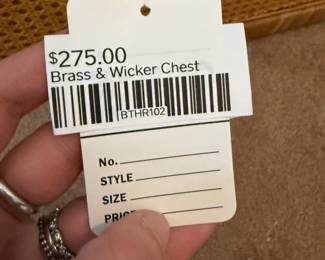 $275.00
Brass & Wicker Chest
BTHR102
No.
STYLE
SIZE
PRICE